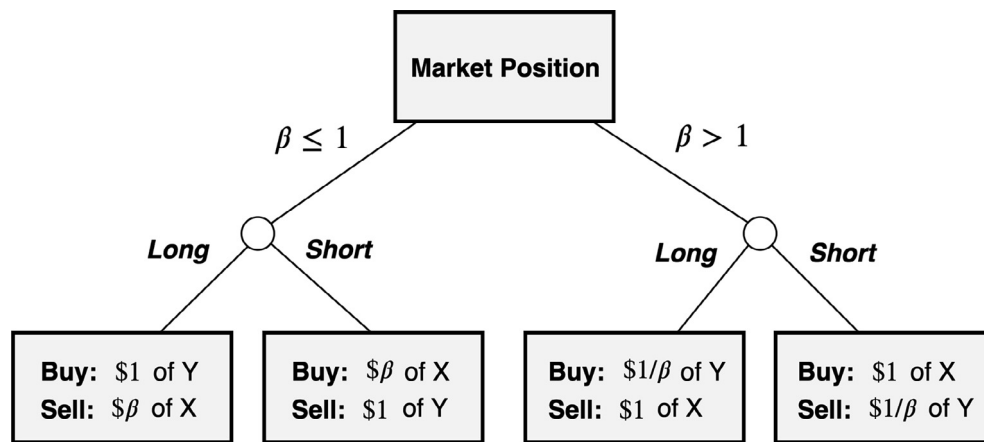 Market Position
β ≤ 1
β > 1
Long
Short
Long
Short
Buy: $1 of Y
Sell: $β of X
Buy: $β of X
Sell: $1 of Y
Buy: $1/β of Y
Sell: $1 of X
Buy: $1 of X
Sell: $1/β of Y